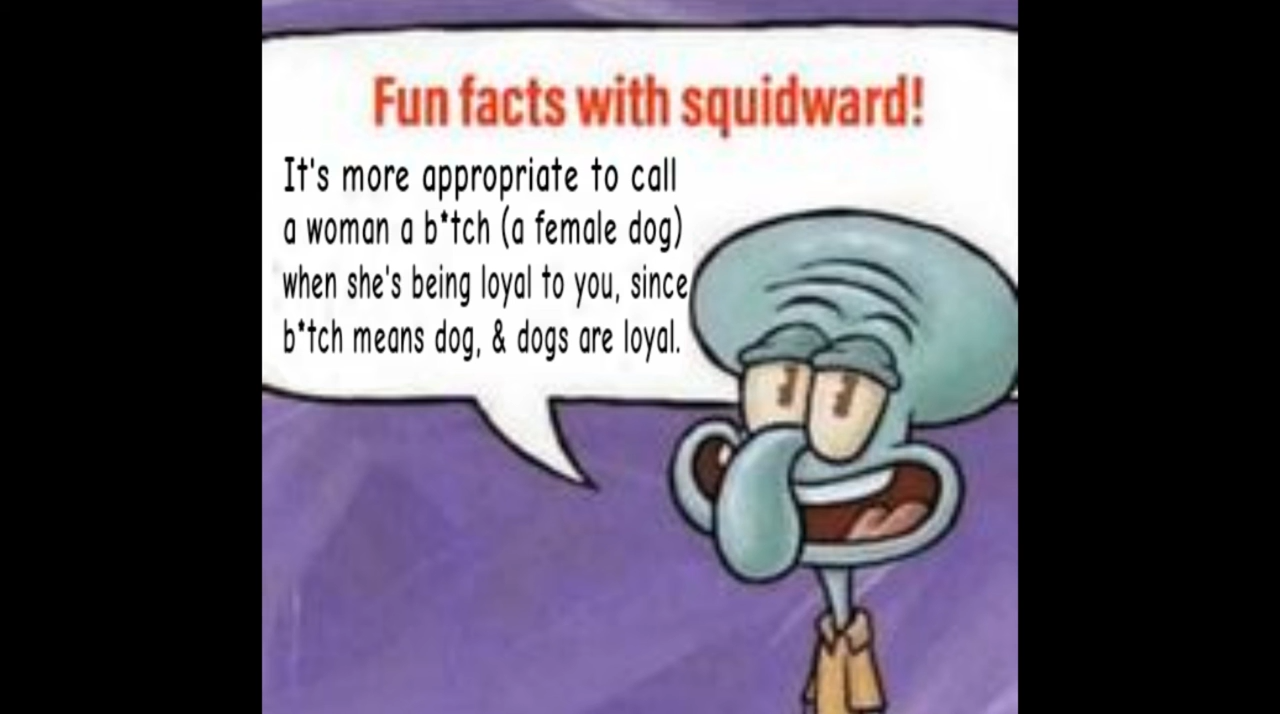 Fun facts with squidward!
It's more appropriate to call
a woman a b*tch (a female dog)
when she's being loyal to you, since
b*tch means dog, & dogs are loyal.